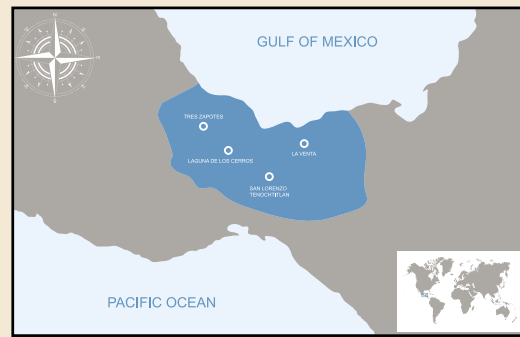 GULF OF MEXICO
TRES ZAPOTES
LAGUNA DE LOS CERROS
LA VENTA
SAN LORENZO
TENOCHTITLAN
PACIFIC OCEAN